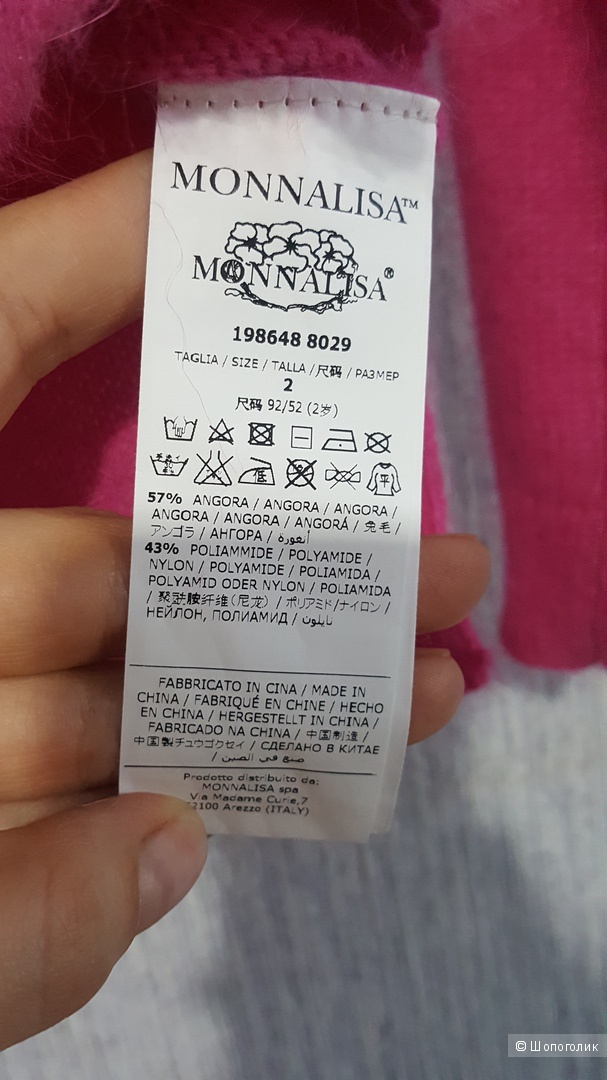 MONNALISA™
MONNALISA®
198648 8029
TAGLIA / SIZE / TALLA /尺码 / РАЗМЕР
2
尺码 92/52 (2岁)
低
平
57% ANGORA / ANGORA / ANGORA /
ANGORA / ANGORA / ANGORÁ / 兔毛 /
アンゴラ / АНГОРА / أنغورة
43% POLIAMMIDE / POLYAMIDE /
NYLON / POLYAMIDE / POLIAMIDA /
POLYAMID ODER NYLON / POLIAMIDA
/ 聚酰胺纤维(尼龙) / ポリアミド/ナイロン /
НЕЙЛОН, ПОЛИАМИД / نايلون
FABBRICATO IN CINA / MADE IN
CHINA / FABRIQUÉ EN CHINE / HECHO
EN CHINA / HERGESTELLT IN CHINA /
FABRICADO NA CHINA / 中国制造 /
中国製チュウゴクセイ / СДЕЛАНО В КИТАЕ
/ صنع في الصين
Prodotto distribuito da:
MONNALISA spa
Via Madame Curie,7
52100 Arezzo (ITALY)
© Шопоголик